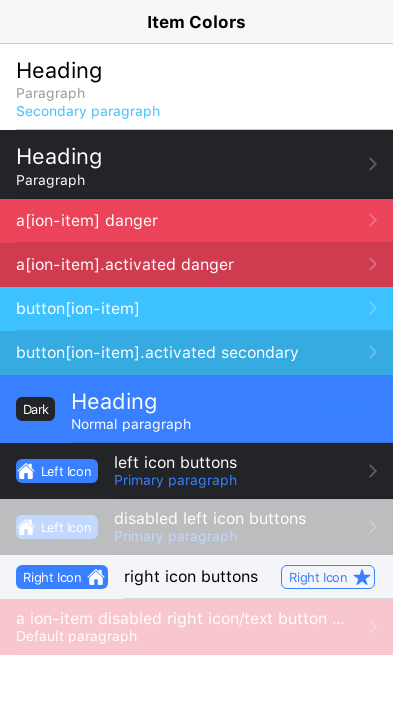 Item Colors
Heading
Paragraph
Secondary paragraph
Heading
Paragraph
a[ion-item] danger
a[ion-item].activated danger
button[ion-item]
button[ion-item].activated secondary
Dark
Heading
Normal paragraph
Left Icon
left icon buttons
Primary paragraph
Left Icon
disabled left icon buttons
Primary paragraph
Right Icon
right icon buttons
Right Icon
a ion-item disabled right icon/text button ...
Default paragraph